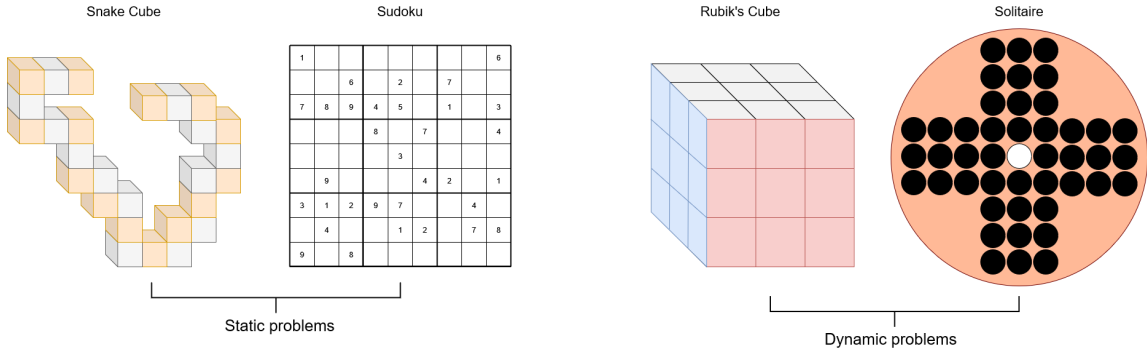 Snake Cube
Sudoku
Rubik's Cube
Solitaire
1 6
6 2 7
7 8 9 4 5 1 3
8 7 4
3
9 4 2 1
3 1 2 9 7 4
4 1 2 7 8
9 8
Static problems
Dynamic problems